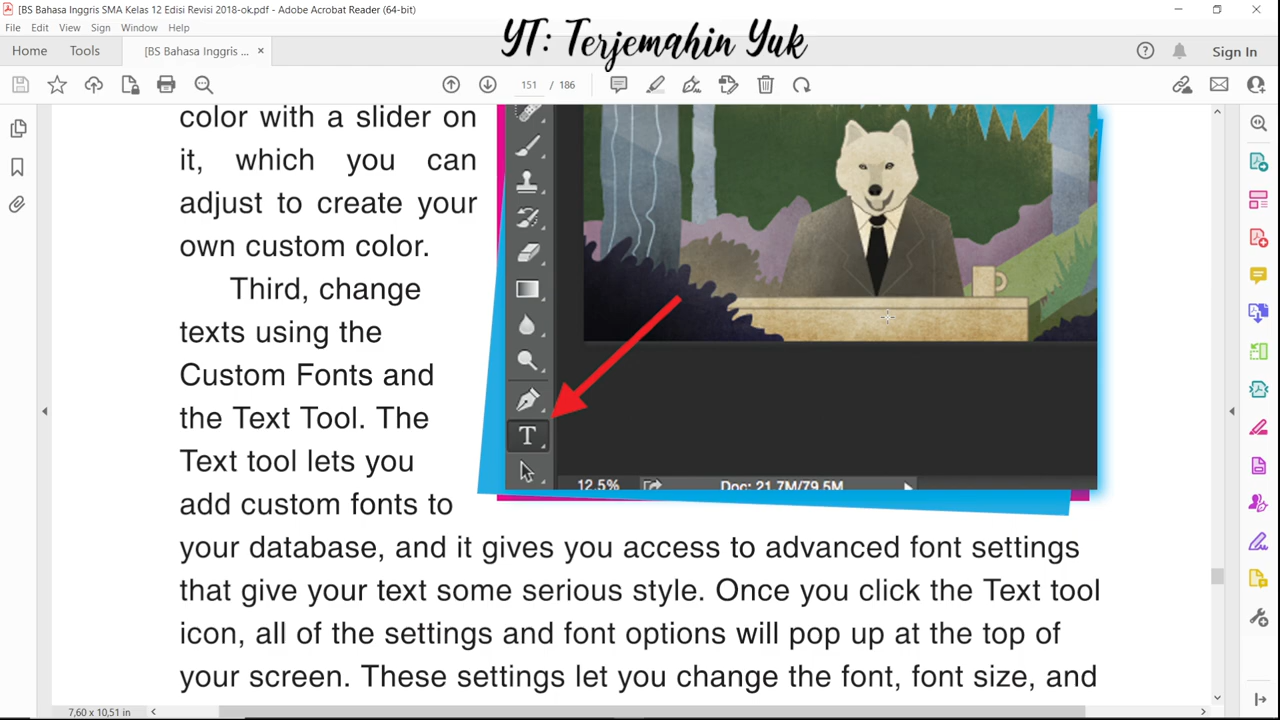 [BS Bahasa Inggris SMA Kelas 12 Edisi Revisi 2018-ok.pdf - Adobe Acrobat Reader (64-bit)
File Edit View Sign Window Help
YT: Terjemahin Yuk
Home Tools [BS Bahasa Inggris ... × Sign In
151 / 186
color with a slider on
it, which you can
adjust to create your
own custom color.
Third, change
texts using the
Custom Fonts and
the Text Tool. The
Text tool lets you
add custom fonts to
your database, and it gives you access to advanced font settings
that give your text some serious style. Once you click the Text tool
icon, all of the settings and font options will pop up at the top of
your screen. These settings let you change the font, font size, and
T
12.5% Doc: 21.7M/79.5M
7,60 x 10,51 in